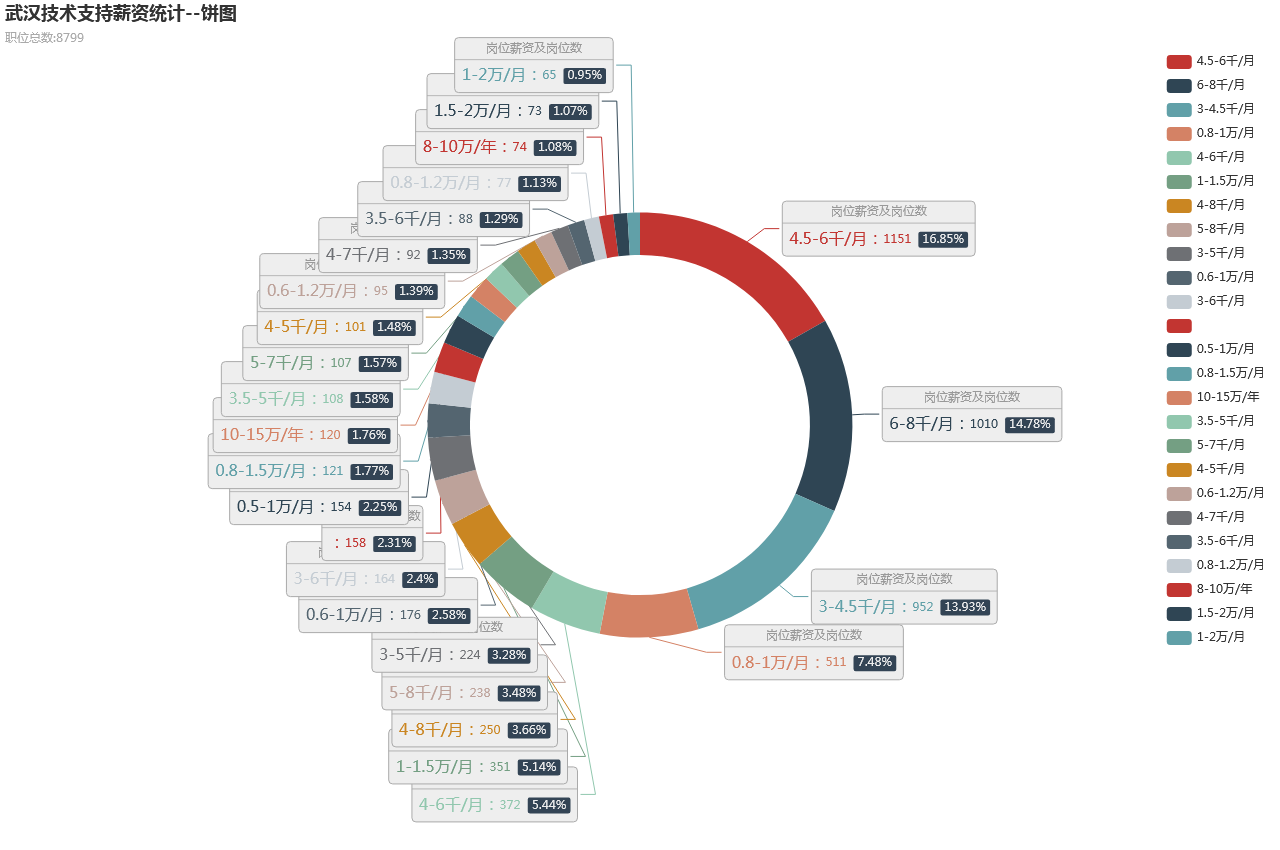 武汉技术支持薪资统计--饼图
职位总数:8799
岗位薪资及岗位数
1-2万/月：65 0.95%
1.5-2万/月：73 1.07%
8-10万/年：74 1.08%
0.8-1.2万/月：77 1.13%
3.5-6千/月：88 1.29%
4-7千/月：92 1.35%
0.6-1.2万/月：95 1.39%
4-5千/月：101 1.48%
5-7千/月：107 1.57%
3.5-5千/月：108 1.58%
10-15万/年：120 1.76%
0.8-1.5万/月：121 1.77%
0.5-1万/月：154 2.25%
：158 2.31%
3-6千/月：164 2.4%
0.6-1万/月：176 2.58%
3-5千/月：224 3.28%
5-8千/月：238 3.48%
4-8千/月：250 3.66%
1-1.5万/月：351 5.14%
4-6千/月：372 5.44%
岗位薪资及岗位数
4.5-6千/月：1151 16.85%
岗位薪资及岗位数
6-8千/月：1010 14.78%
岗位薪资及岗位数
3-4.5千/月：952 13.93%
岗位薪资及岗位数
0.8-1万/月：511 7.48%
4.5-6千/月
6-8千/月
3-4.5千/月
0.8-1万/月
4-6千/月
1-1.5万/月
4-8千/月
5-8千/月
3-5千/月
0.6-1万/月
3-6千/月
0.5-1万/月
0.8-1.5万/月
10-15万/年
3.5-5千/月
5-7千/月
4-5千/月
0.6-1.2万/月
4-7千/月
3.5-6千/月
0.8-1.2万/月
8-10万/年
1.5-2万/月
1-2万/月